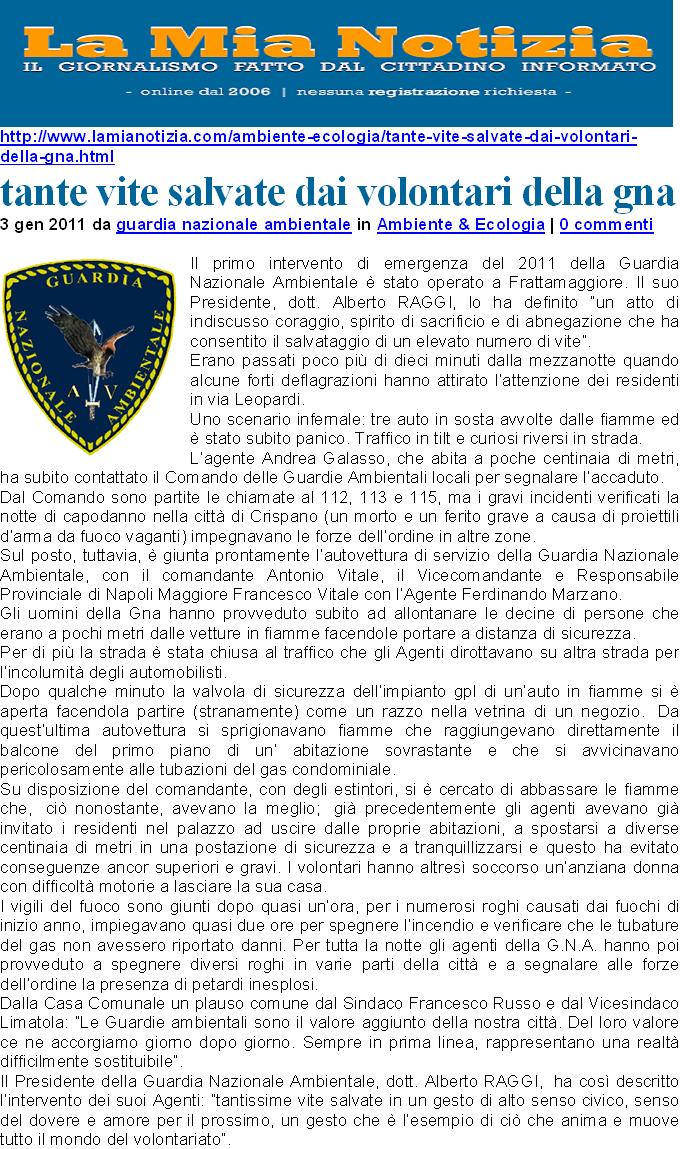 La Mia Notizia
IL GIORNALISMO FATTO DAL CITTADINO INFORMATO
- online dal 2006 | nessuna registrazione richiesta -
http://www.lamianotizia.com/ambiente-ecologia/tante-vite-salvate-dai-volontari-
della-gna.html
tante vite salvate dai volontari della gna
3 gen 2011 da guardia nazionale ambientale in Ambiente & Ecologia | 0 commenti
GUARDIA
NAZIONALE
AMBIENTALE
A V
Il primo intervento di emergenza del 2011 della Guardia
Nazionale Ambientale è stato operato a Frattamaggiore. Il suo
Presidente, dott. Alberto RAGGI, lo ha definito “un atto di
indiscusso coraggio, spirito di sacrificio e di abnegazione che ha
consentito il salvataggio di un elevato numero di vite”.
Erano passati poco più di dieci minuti dalla mezzanotte quando
alcune forti deflagrazioni hanno attirato l’attenzione dei residenti
in via Leopardi.
Uno scenario infernale: tre auto in sosta avvolte dalle fiamme ed
è stato subito panico. Traffico in tilt e curiosi riversi in strada.
L’agente Andrea Galasso, che abita a poche centinaia di metri,
ha subito contattato il Comando delle Guardie Ambientali locali per segnalare l’accaduto.
Dal Comando sono partite le chiamate al 112, 113 e 115, ma i gravi incidenti verificati la
notte di capodanno nella città di Crispano (un morto e un ferito grave a causa di proiettili
d’arma da fuoco vaganti) impegnavano le forze dell’ordine in altre zone.
Sul posto, tuttavia, è giunta prontamente l’autovettura di servizio della Guardia Nazionale
Ambientale, con il comandante Antonio Vitale, il Vicecomandante e Responsabile
Provinciale di Napoli Maggiore Francesco Vitale con l’Agente Ferdinando Marzano.
Gli uomini della Gna hanno provveduto subito ad allontanare le decine di persone che
erano a pochi metri dalle vetture in fiamme facendole portare a distanza di sicurezza.
Per di più la strada è stata chiusa al traffico che gli Agenti dirottavano su altra strada per
l’incolumità degli automobilisti.
Dopo qualche minuto la valvola di sicurezza dell’impianto gpl di un’auto in fiamme si è
aperta facendola partire (stranamente) come un razzo nella vetrina di un negozio. Da
quest’ultima autovettura si sprigionavano fiamme che raggiungevano direttamente il
balcone del primo piano di un’ abitazione sovrastante e che si avvicinavano
pericolosamente alle tubazioni del gas condominiale.
Su disposizione del comandante, con degli estintori, si è cercato di abbassare le fiamme
che, ciò nonostante, avevano la meglio; già precedentemente gli agenti avevano già
invitato i residenti nel palazzo ad uscire dalle proprie abitazioni, a spostarsi a diverse
centinaia di metri in una postazione di sicurezza e a tranquillizzarsi e questo ha evitato
conseguenze ancor superiori e gravi. I volontari hanno altresì soccorso un’anziana donna
con difficoltà motorie a lasciare la sua casa.
I vigili del fuoco sono giunti dopo quasi un’ora, per i numerosi roghi causati dai fuochi di
inizio anno, impiegavano quasi due ore per spegnere l’incendio e verificare che le tubature
del gas non avessero riportato danni. Per tutta la notte gli agenti della G.N.A. hanno poi
provveduto a spegnere diversi roghi in varie parti della città e a segnalare alle forze
dell’ordine la presenza di petardi inesplosi.
Dalla Casa Comunale un plauso comune dal Sindaco Francesco Russo e dal Vicesindaco
Limatola: “Le Guardie ambientali sono il valore aggiunto della nostra città. Del loro valore
ce ne accorgiamo giorno dopo giorno. Sempre in prima linea, rappresentano una realtà
difficilmente sostituibile”.
Il Presidente della Guardia Nazionale Ambientale, dott. Alberto RAGGI, ha così descritto
l’intervento dei suoi Agenti: “tantissime vite salvate in un gesto di alto senso civico, senso
del dovere e amore per il prossimo, un gesto che è l’esempio di ciò che anima e muove
tutto il mondo del volontariato”.